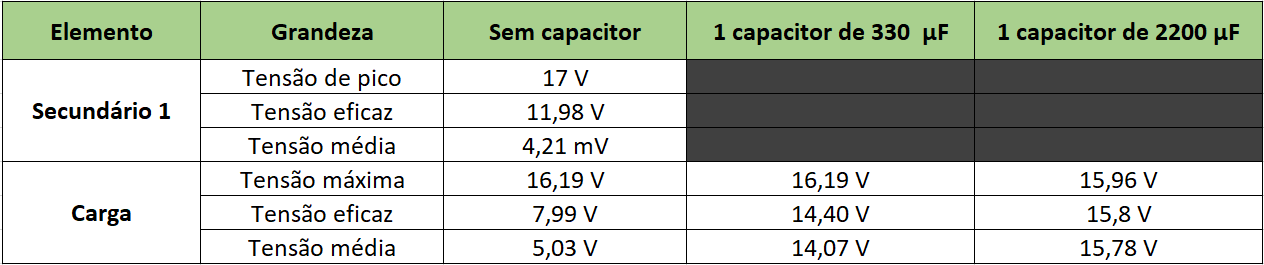 Elemento Grandeza Sem capacitor 1 capacitor de 330 µF 1 capacitor de 2200 µF
Secundário 1 Tensão de pico 17 V
Tensão eficaz 11,98 V
Tensão média 4,21 mV
Carga Tensão máxima 16,19 V 16,19 V 15,96 V
Tensão eficaz 7,99 V 14,40 V 15,8 V
Tensão média 5,03 V 14,07 V 15,78 V